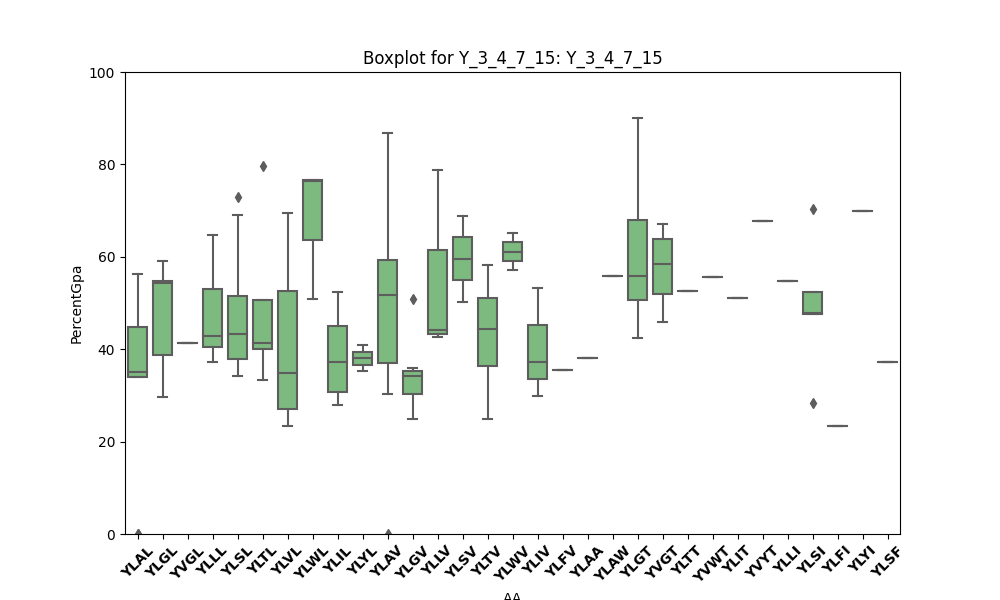 Boxplot for Y_3_4_7_15: Y_3_4_7_15
100
80
60
40
20
0
PercentGpa
YLAL YLGL YVGL YLLL YLSL YLTL YLVL YLWL YLIL YLYL YLAV YLGV YLLV YLSV YLTV YLWV YLIV YLFV YLAA YLAW YLGT YVGT YLTT YVWT YLIT YVYT YLLI YLSI YLFI YLYI YLSF
AA